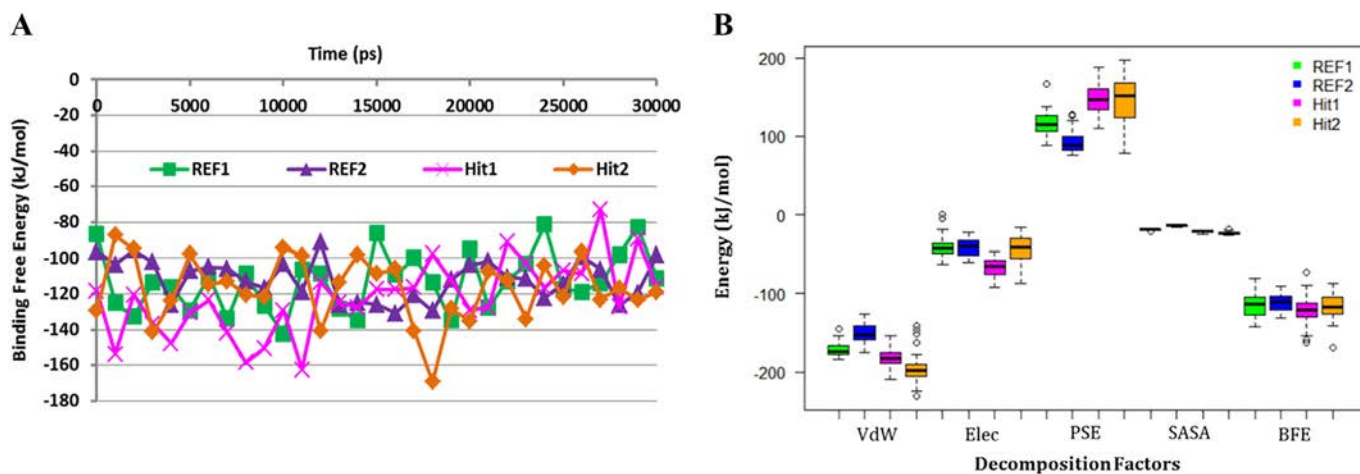 A
Time (ps)
0 5000 10000 15000 20000 25000 30000
0
-20
-40
-60
-80
-100
-120
-140
-160
-180
Binding Free Energy (kJ/mol)
REF1 REF2 Hit1 Hit2
B
200
100
0
-100
-200
Energy (kJ/mol)
REF1
REF2
Hit1
Hit2
VdW Elec PSE SASA BFE
Decomposition Factors